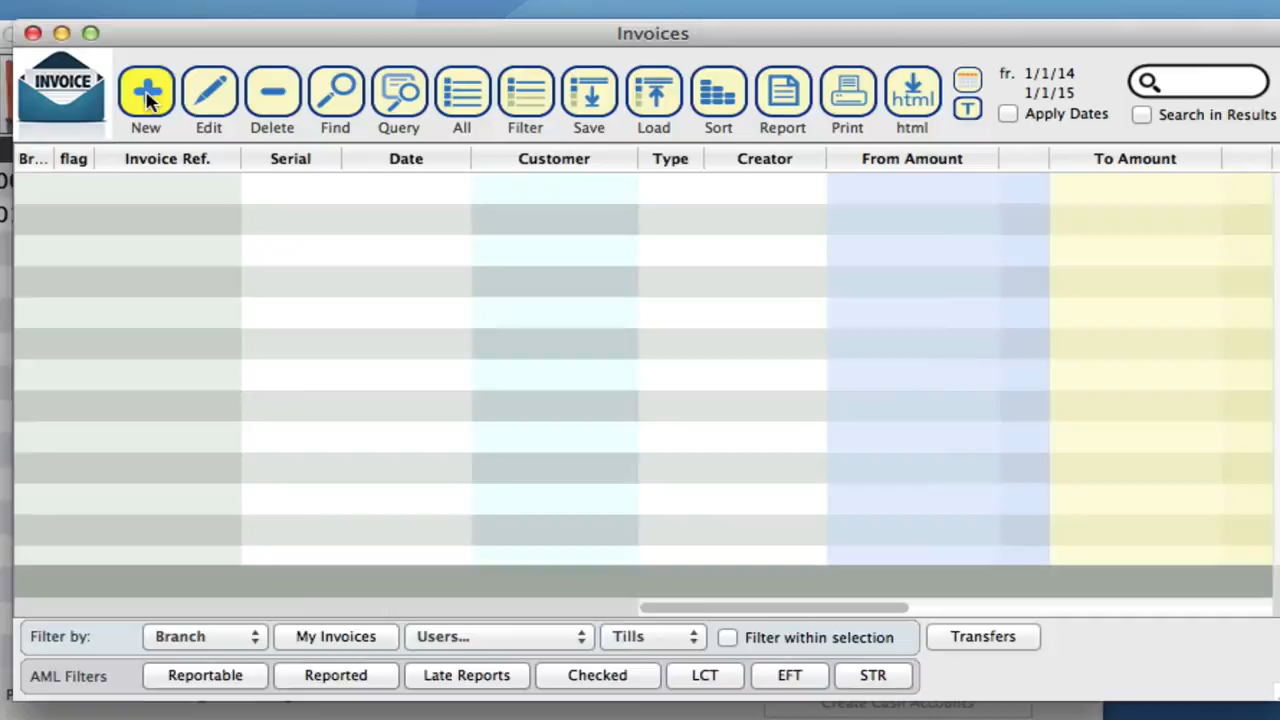 Invoices
INVOICE
New Edit Delete Find Query All Filter Save Load Sort Report Print html
html
T
fr. 1/1/14
1/1/15
Apply Dates
Search in Results
Br... flag Invoice Ref. Serial Date Customer Type Creator From Amount To Amount
Filter by: Branch My Invoices Users... Tills Filter within selection Transfers
AML Filters Reportable Reported Late Reports Checked LCT EFT STR
Create Cash Accounts